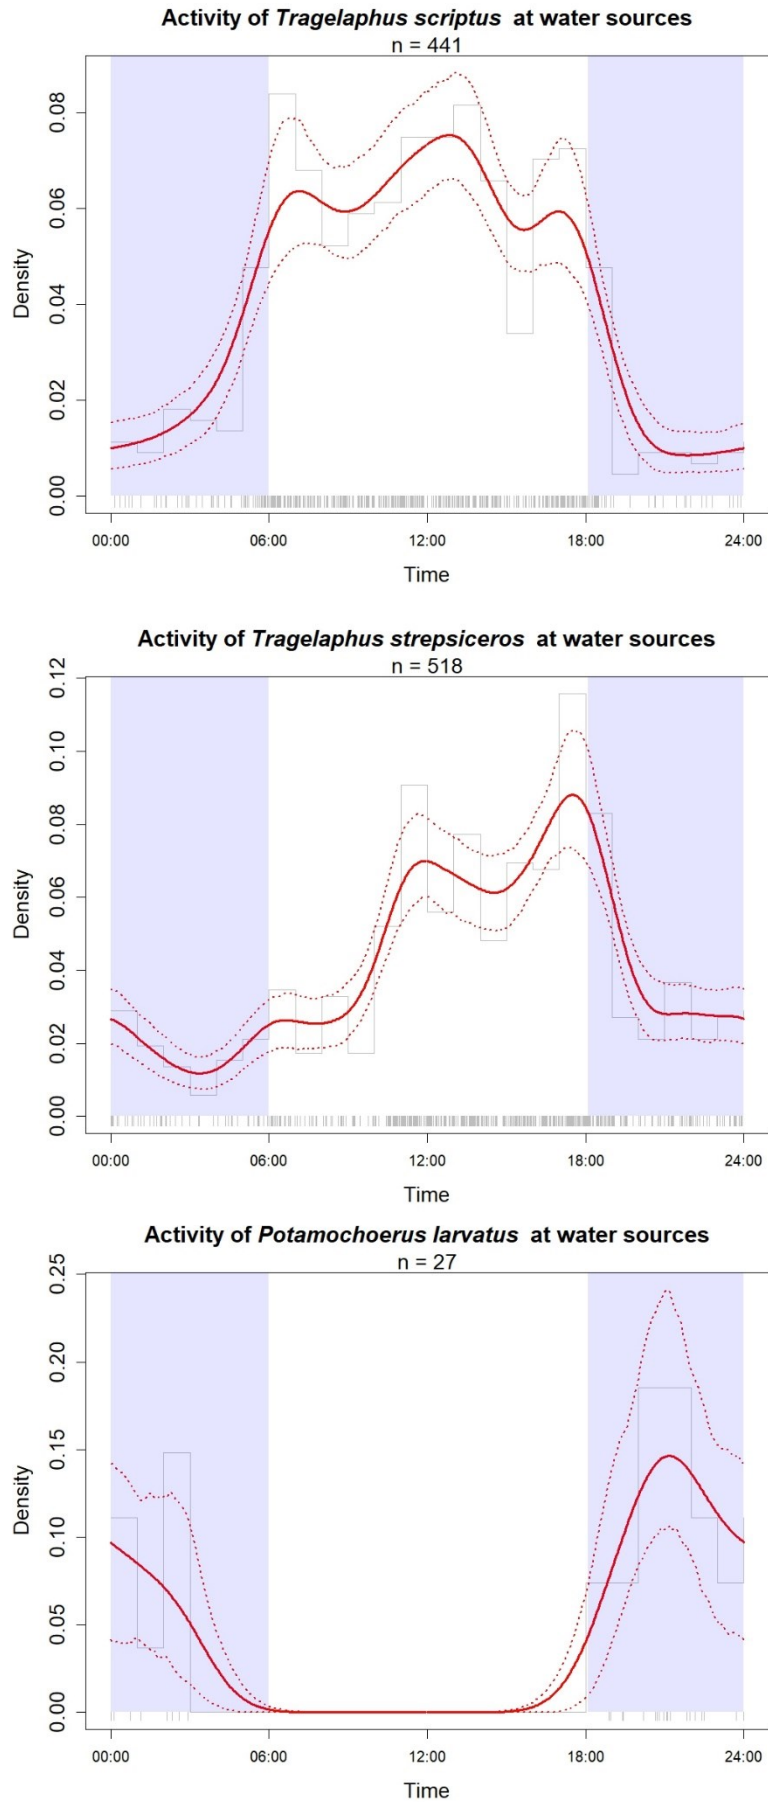 Activity of Tragelaphus scriptus at water sources
n = 441
Density
0.08
0.06
0.04
0.02
0.00
00:00 06:00 12:00 18:00 24:00
Time
Activity of Tragelaphus strepsiceros at water sources
n = 518
Density
0.12
0.10
0.08
0.06
0.04
0.02
0.00
00:00 06:00 12:00 18:00 24:00
Time
Activity of Potamochoerus larvatus at water sources
n = 27
Density
0.25
0.20
0.15
0.10
0.05
0.00
00:00 06:00 12:00 18:00 24:00
Time